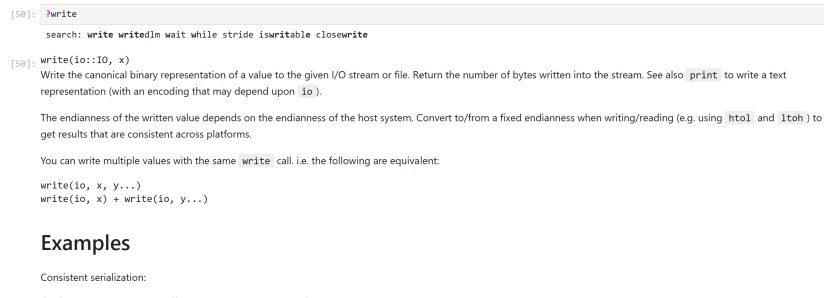 [50]: ?write
search: write writedlm wait while stride iswritable closewrite
[50]: write(io::IO, x)
Write the canonical binary representation of a value to the given I/O stream or file. Return the number of bytes written into the stream. See also print to write a text
representation (with an encoding that may depend upon io ).
The endianness of the written value depends on the endianness of the host system. Convert to/from a fixed endianness when writing/reading (e.g. using htol and ltoh ) to
get results that are consistent across platforms.
You can write multiple values with the same write call. i.e. the following are equivalent:
write(io, x, y...)
write(io, x) + write(io, y...)
Examples
Consistent serialization: